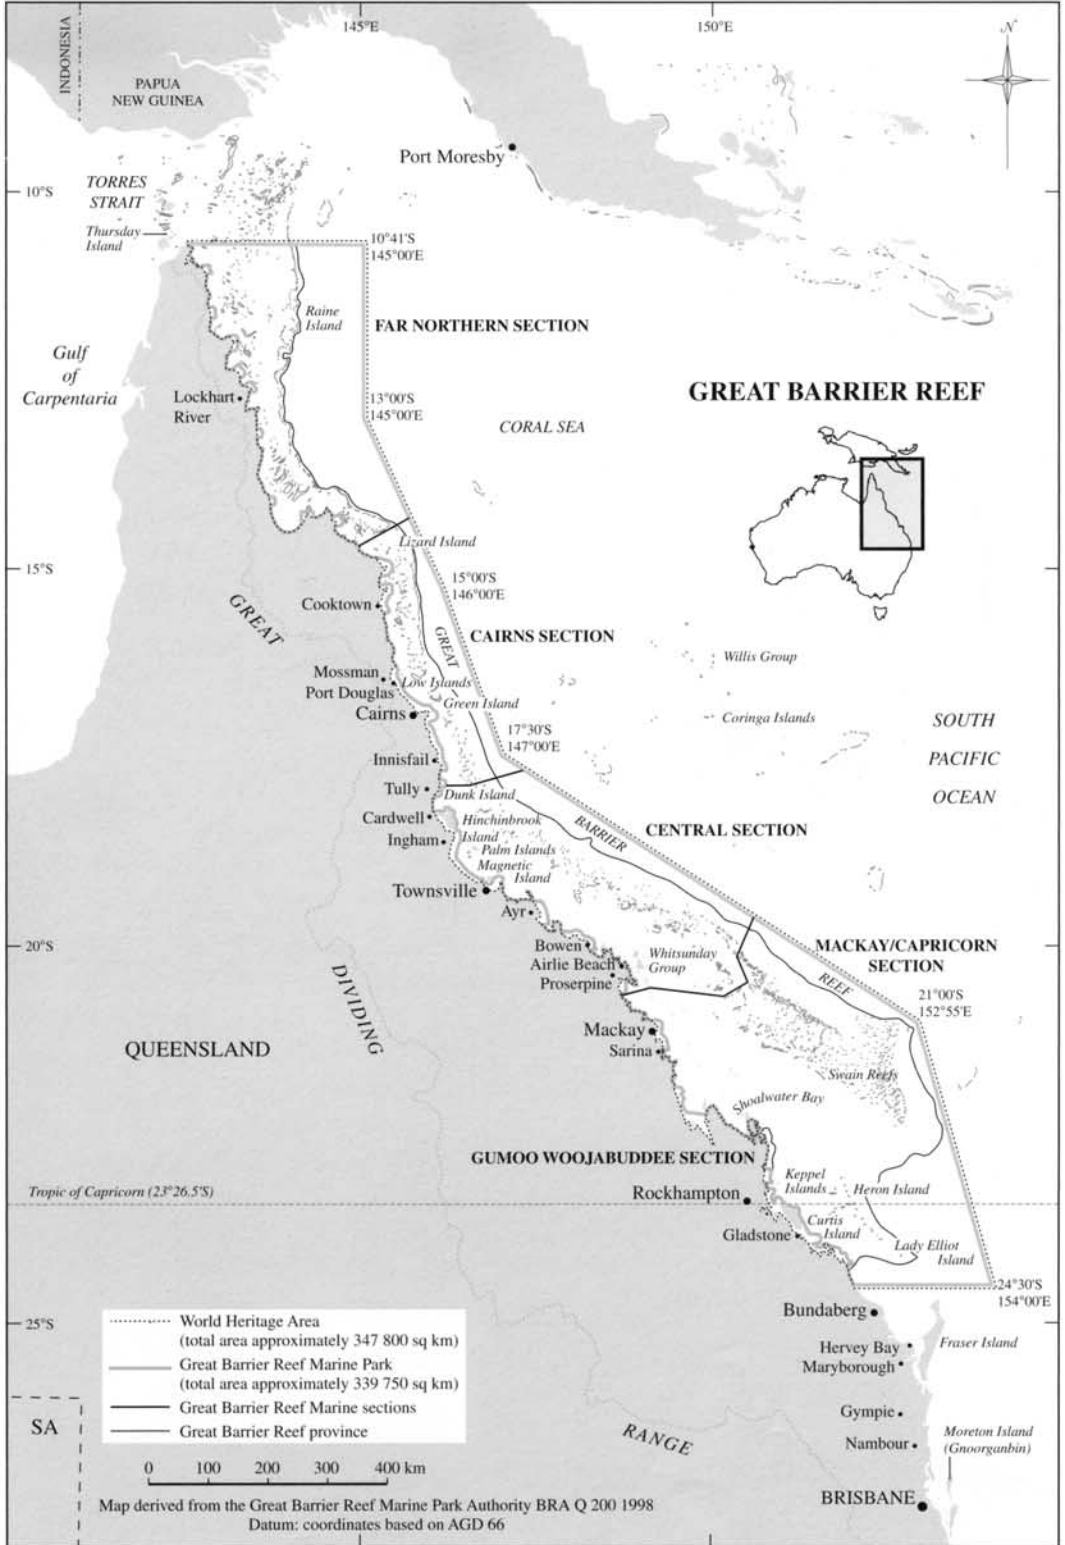 145°E
150°E
N
INDONESIA
PAPUA
NEW GUINEA
Port Moresby
TORRES
STRAIT
10°S
Thursday
Island
10°41'S
145°00'E
Raine
Island
FAR NORTHERN SECTION
Gulf
of
Carpentaria
Lockhart
River
13°00'S
145°00'E
CORAL SEA
GREAT BARRIER REEF
Lizard Island
15°S
15°00'S
146°00'E
Cooktown
GREAT
GREAT
CAIRNS SECTION
Willis Group
Mossman
Low Islands
Port Douglas
Green Island
Cairns
Coringa Islands
17°30'S
147°00'E
SOUTH
PACIFIC
OCEAN
Innisfail
Tully
Dunk Island
Cardwell
Hinchinbrook
Island
BARRIER
CENTRAL SECTION
Ingham
Palm Islands
Magnetic
Island
Townsville
Ayr
20°S
Bowen
Airlie Beach
Proserpine
Whitsunday
Group
MACKAY/CAPRICORN
SECTION
REEF
21°00'S
152°55'E
DIVIDING
QUEENSLAND
Mackay
Sarina
Swain Reefs
Shoalwater Bay
GUMOO WOOJABUDDEE SECTION
Keppel
Islands
Tropic of Capricorn (23°26.5'S)
Rockhampton
Heron Island
Curtis
Island
Gladstone
Lady Elliot
Island
24°30'S
154°00'E
Bundaberg
25°S
World Heritage Area
(total area approximately 347 800 sq km)
Great Barrier Reef Marine Park
(total area approximately 339 750 sq km)
Great Barrier Reef Marine sections
Great Barrier Reef province
Hervey Bay
Fraser Island
Maryborough
SA
Gympie
RANGE
Nambour
Moreton Island
(Gnoorganbin)
0 100 200 300 400 km
BRISBANE
Map derived from the Great Barrier Reef Marine Park Authority BRA Q 200 1998
Datum: coordinates based on AGD 66